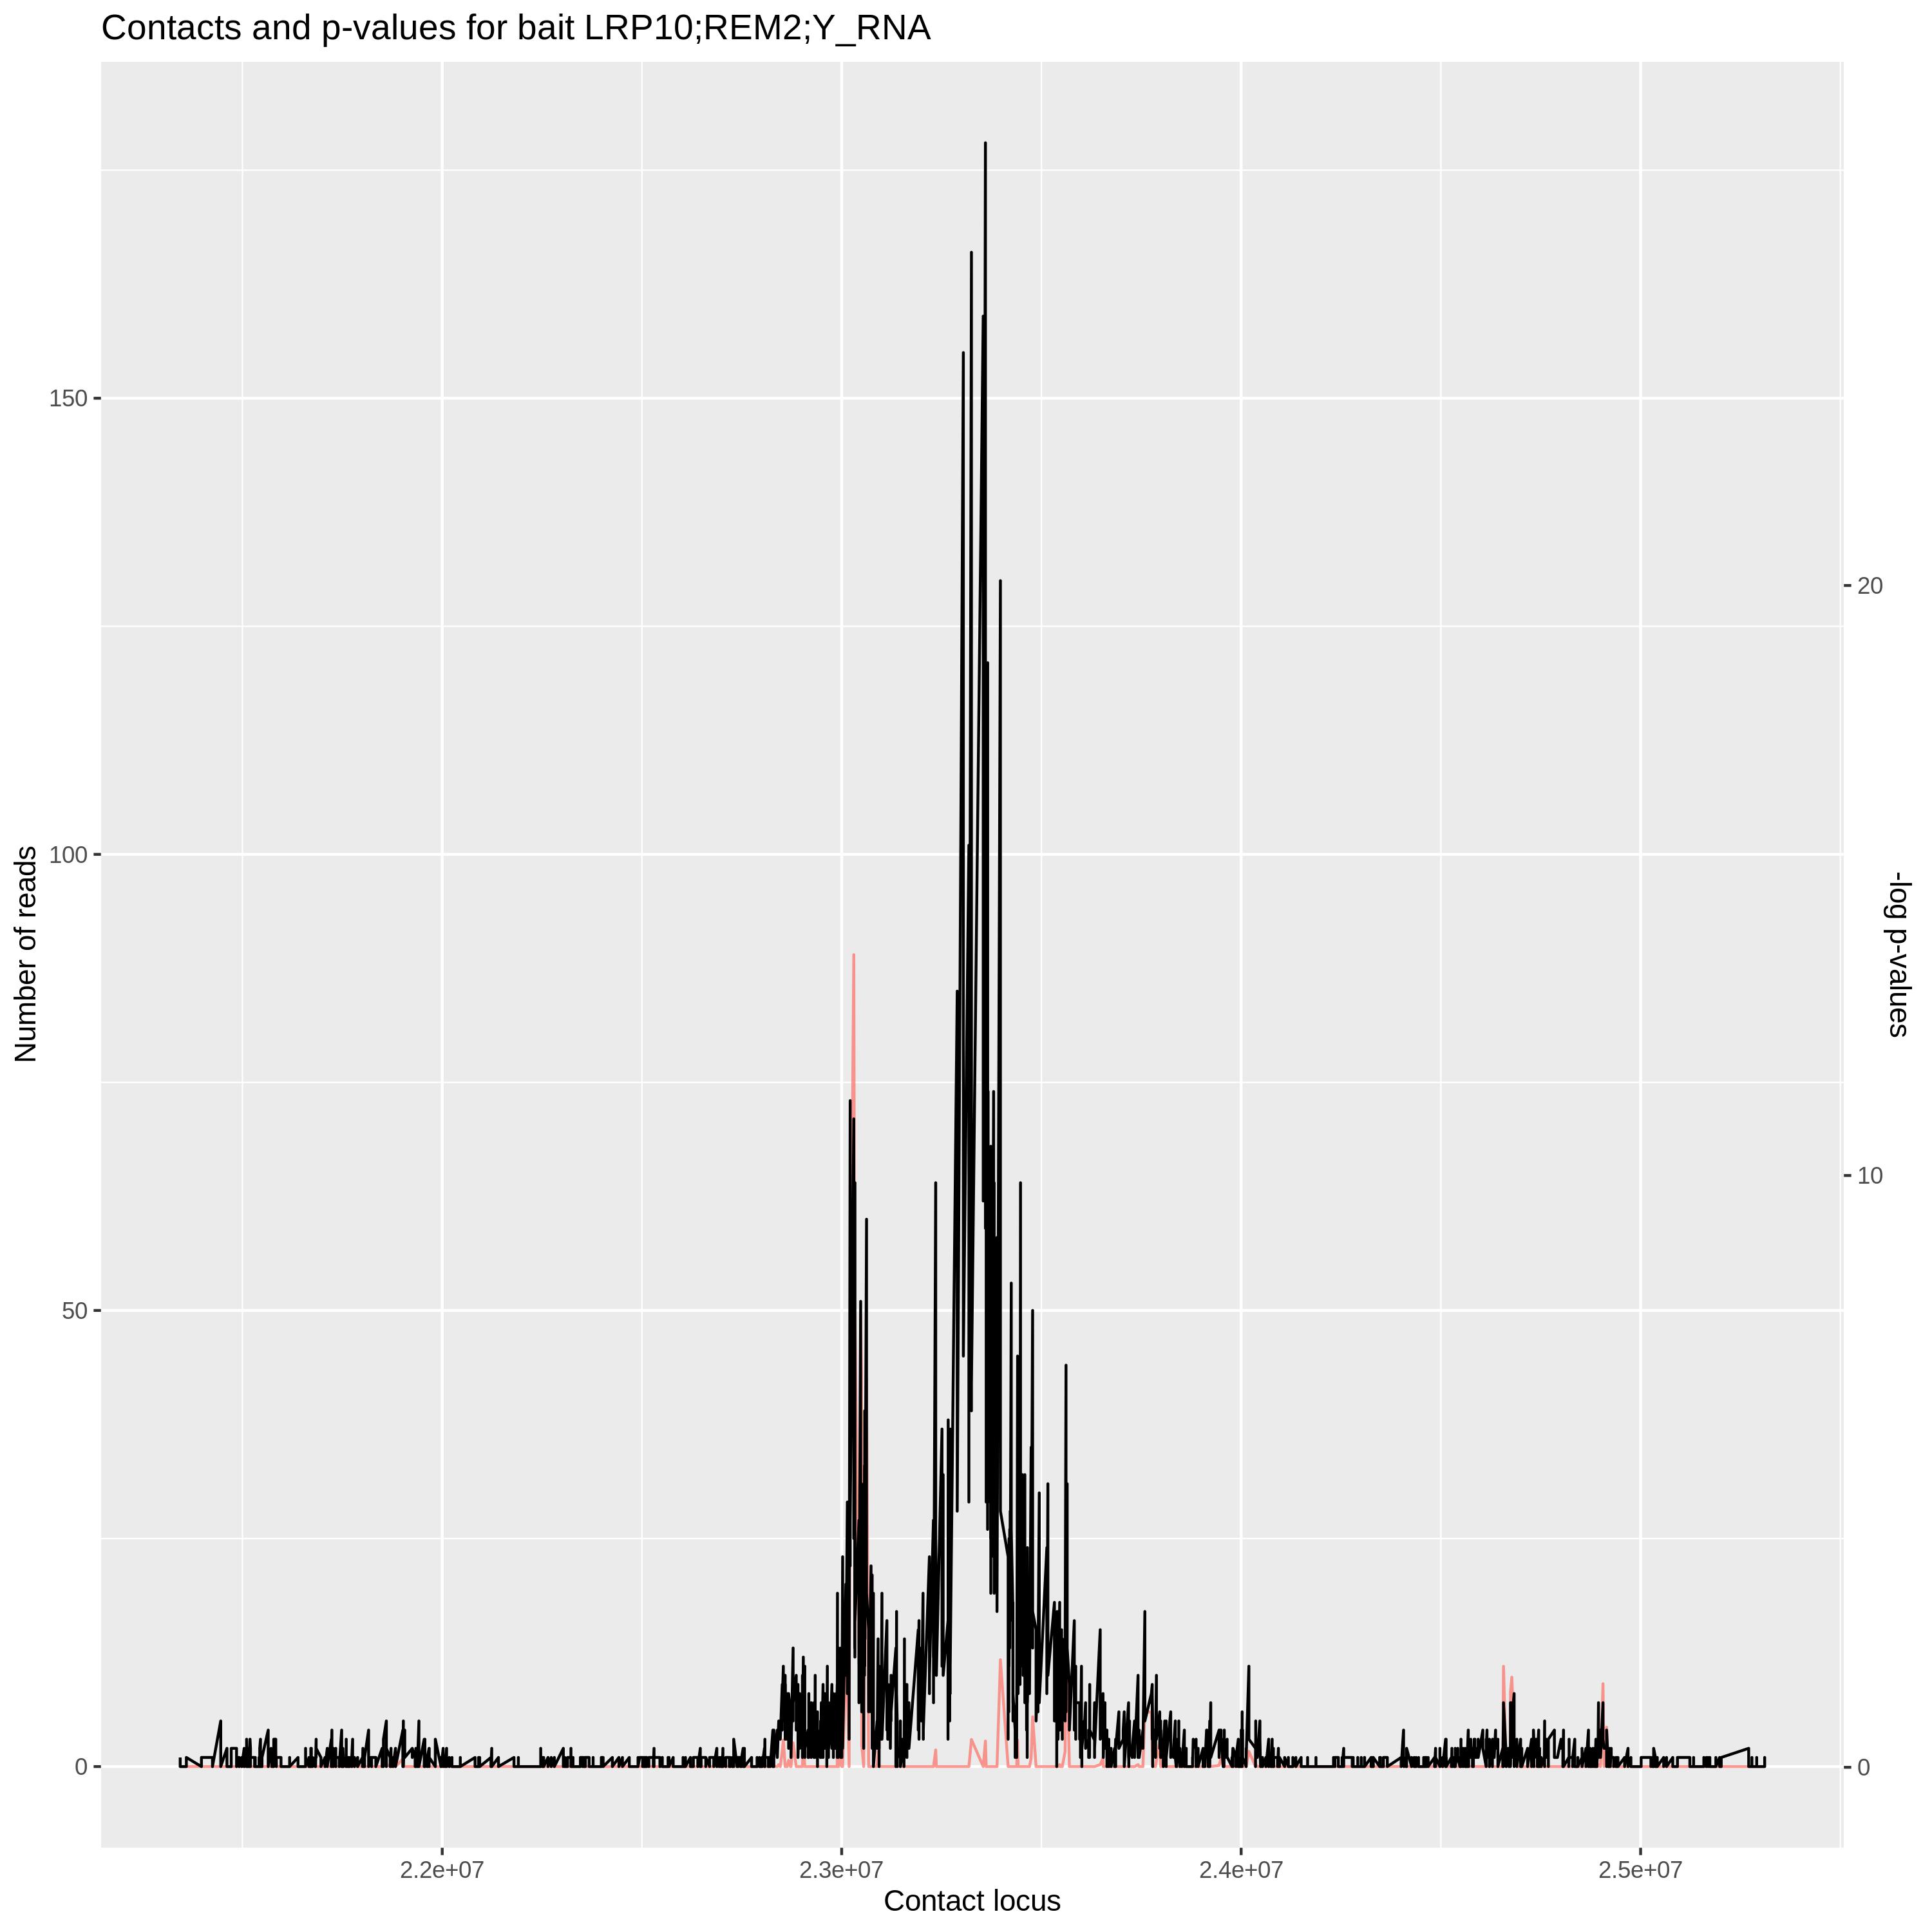 Contacts and p-values for bait LRP10;REM2;Y_RNA
150
100
50
0
Number of reads
20
10
0
-log p-values
2.2e+07
2.3e+07
2.4e+07
2.5e+07
Contact locus